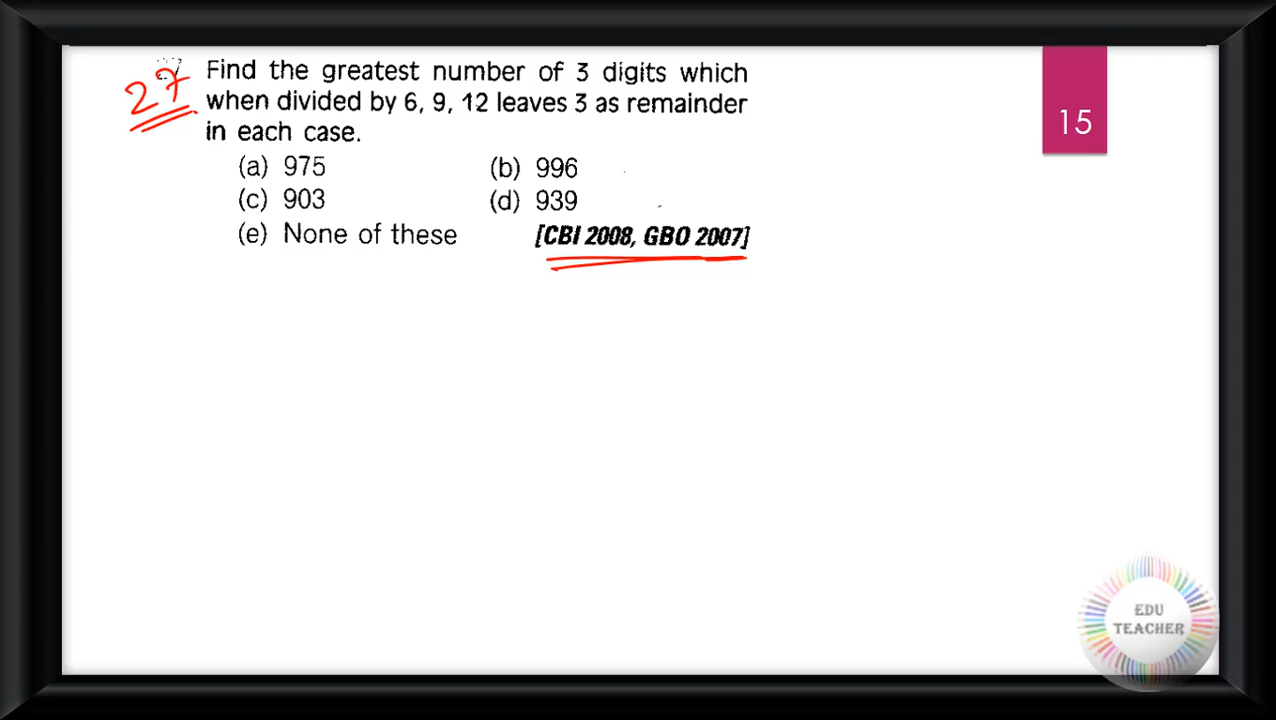 27 Find the greatest number of 3 digits which
when divided by 6, 9, 12 leaves 3 as remainder
in each case.
(a) 975 (b) 996
(c) 903 (d) 939
(e) None of these [CBI 2008, GBO 2007]
15
EDU
TEACHER